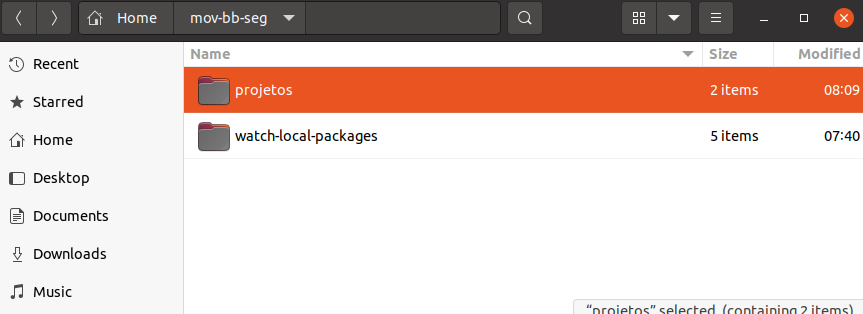 Home mov-bb-seg
Name Size Modified
Recent
Starred
Home
Desktop
Documents
Downloads
Music
projetos 2 items 08:09
watch-local-packages 5 items 07:40
“projetos” selected (containing 2 items)